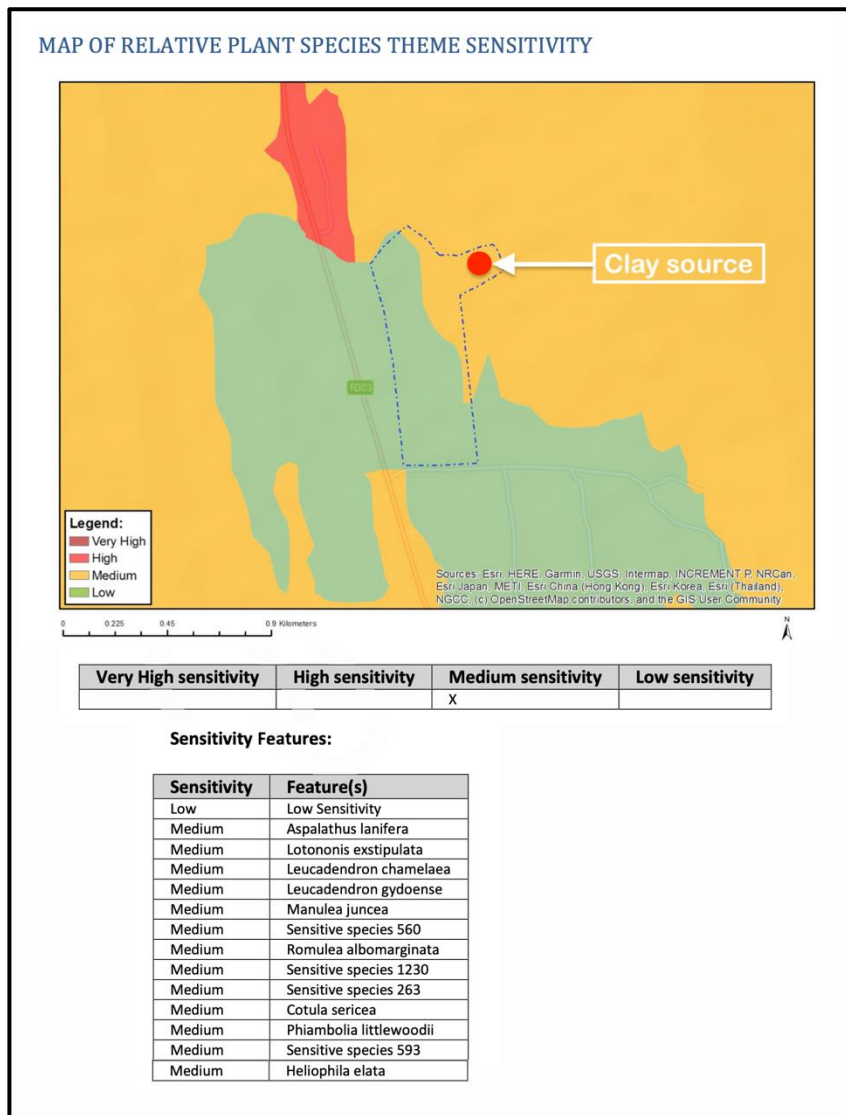 MAP OF RELATIVE PLANT SPECIES THEME SENSITIVITY
Clay source
R303
Legend:
Very High
High
Medium
Low
Sources: Esri, HERE, Garmin, USGS, Intermap, INCREMENT P, NRCan,
Esri Japan, METI, Esri China (Hong Kong), Esri Korea, Esri (Thailand),
NGCC, (c) OpenStreetMap contributors, and the GIS User Community
0 0.225 0.45 0.9 Kilometers
N
Very High sensitivity High sensitivity Medium sensitivity Low sensitivity
X
Sensitivity Features:
Sensitivity Feature(s)
Low Low Sensitivity
Medium Aspalathus lanifera
Medium Lotononis exstipulata
Medium Leucadendron chamelaea
Medium Leucadendron gydoense
Medium Manulea juncea
Medium Sensitive species 560
Medium Romulea albomarginata
Medium Sensitive species 1230
Medium Sensitive species 263
Medium Cotula sericea
Medium Phiambolia littlewoodii
Medium Sensitive species 593
Medium Heliophila elata